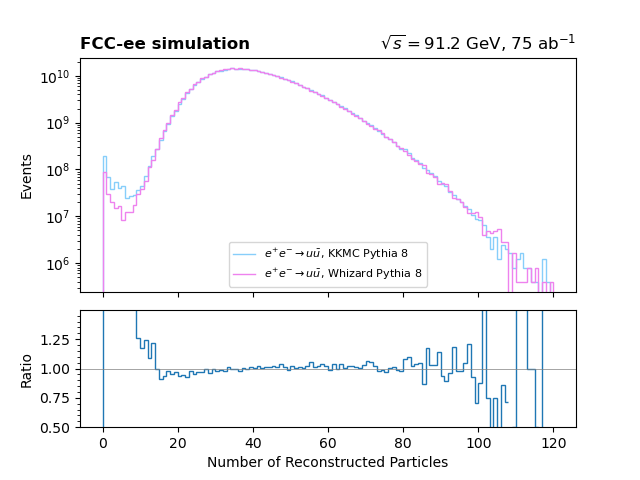 FCC-ee simulation
√s = 91.2 GeV, 75 ab⁻¹
10¹⁰
10⁹
10⁸
10⁷
10⁶
Events
e⁺e⁻ → uū, KKMC Pythia 8
e⁺e⁻ → uū, Whizard Pythia 8
1.25
1.00
0.75
0.50
Ratio
0 20 40 60 80 100 120
Number of Reconstructed Particles